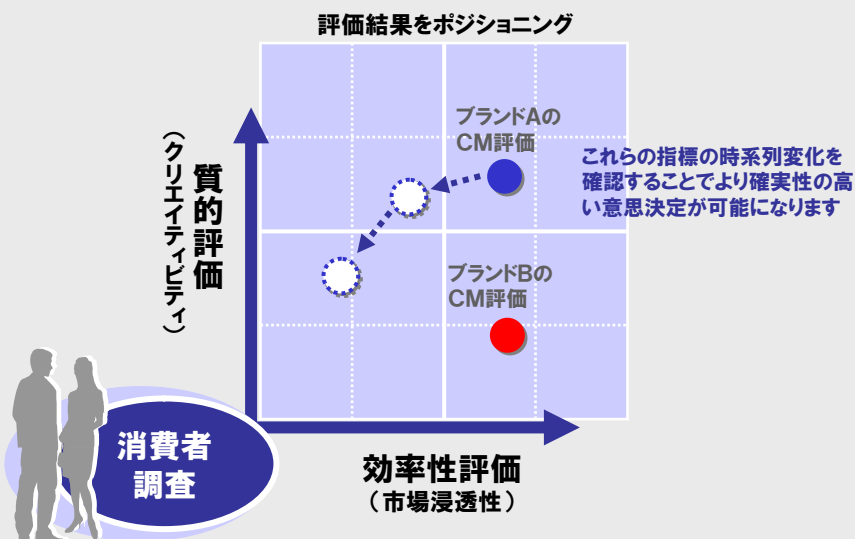 評価結果をポジショニング
ブランドAの
CM評価
これらの指標の時系列変化を
確認することでより確実性の高
い意思決定が可能になります
質的評価
（クリエイティビティ）
ブランドBの
CM評価
消費者
調査
効率性評価
（市場浸透性）